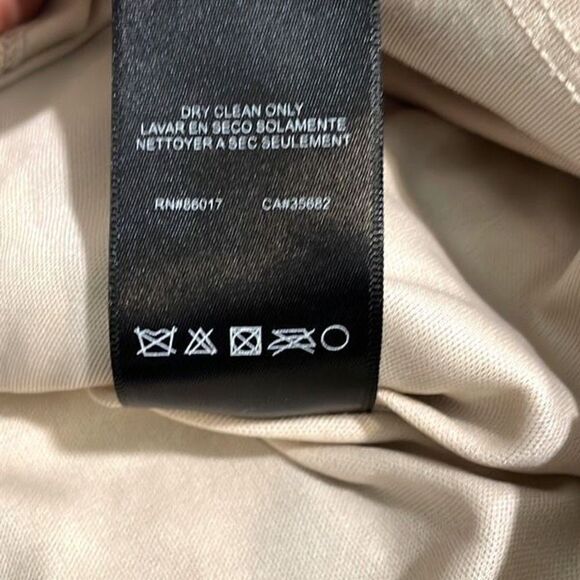 DRY CLEAN ONLY
LAVAR EN SECO SOLAMENTE
NETTOYER A SEC SEULEMENT
RN#86017 CA#35682